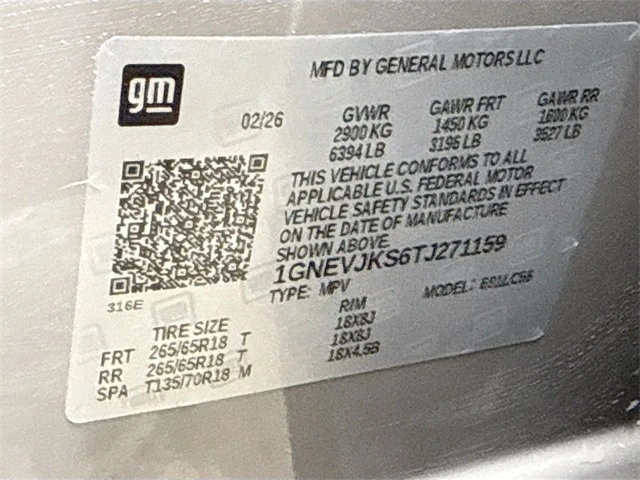 gm
MFD BY GENERAL MOTORS LLC
02/26
GVWR GAWR FRT GAWR RR
2900 KG 1450 KG 1600 KG
6394 LB 3196 LB 3527 LB
THIS VEHICLE CONFORMS TO ALL
APPLICABLE U.S. FEDERAL MOTOR
VEHICLE SAFETY STANDARDS IN EFFECT
ON THE DATE OF MANUFACTURE
SHOWN ABOVE.
1GNEVJKS6TJ271159
TYPE: MPV MODEL:
316E
TIRE SIZE RIM
FRT 265/65R18 T 18X8J
RR 265/65R18 T 18X8J
SPA T135/70R18 M 18X4.5B